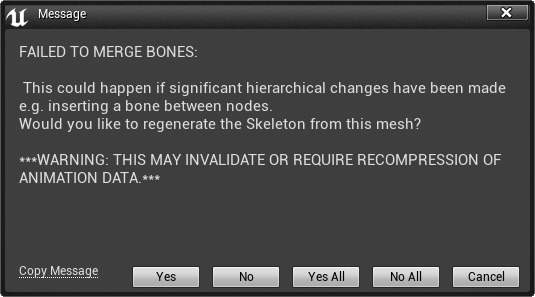 Message
FAILED TO MERGE BONES:
This could happen if significant hierarchical changes have been made
e.g. inserting a bone between nodes.
Would you like to regenerate the Skeleton from this mesh?
***WARNING: THIS MAY INVALIDATE OR REQUIRE RECOMPRESSION OF
ANIMATION DATA.***
Copy Message
Yes
No
Yes All
No All
Cancel